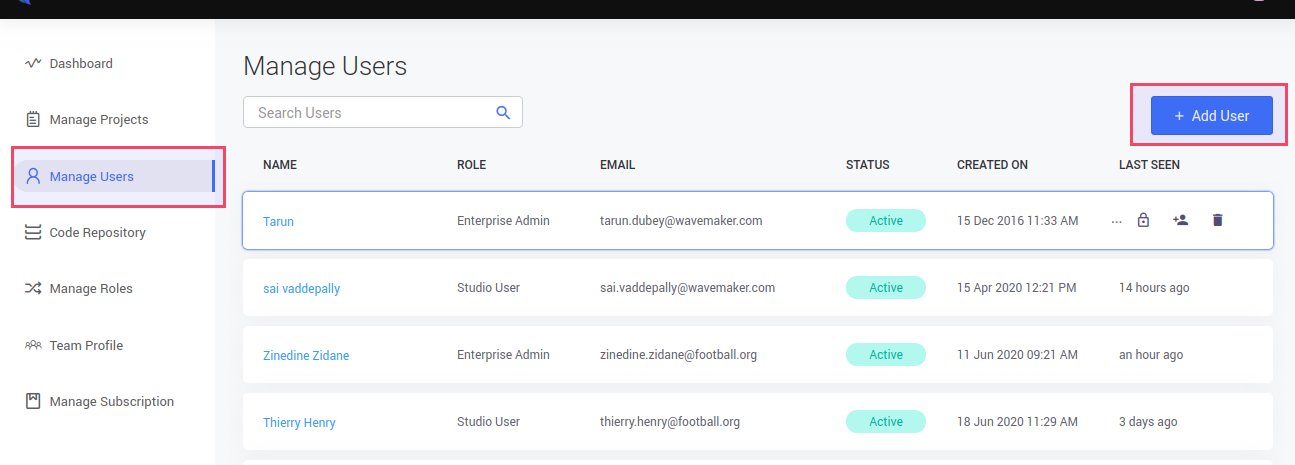 Dashboard
Manage Projects
Manage Users
Code Repository
Manage Roles
Team Profile
Manage Subscription
Manage Users
Search Users
+ Add User
NAME ROLE EMAIL STATUS CREATED ON LAST SEEN
Tarun Enterprise Admin tarun.dubey@wavemaker.com Active 15 Dec 2016 11:33 AM ...
sai vaddepally Studio User sai.vaddepally@wavemaker.com Active 15 Apr 2020 12:21 PM 14 hours ago
Zinedine Zidane Enterprise Admin zinedine.zidane@football.org Active 11 Jun 2020 09:21 AM an hour ago
Thierry Henry Studio User thierry.henry@football.org Active 18 Jun 2020 11:29 AM 3 days ago